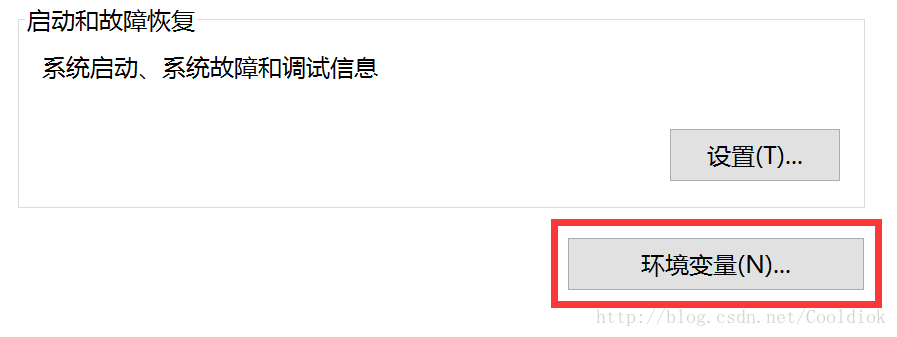 启动和故障恢复
系统启动、系统故障和调试信息
设置(T)...
环境变量(N)...
http://blog.csdn.net/Cooldiok